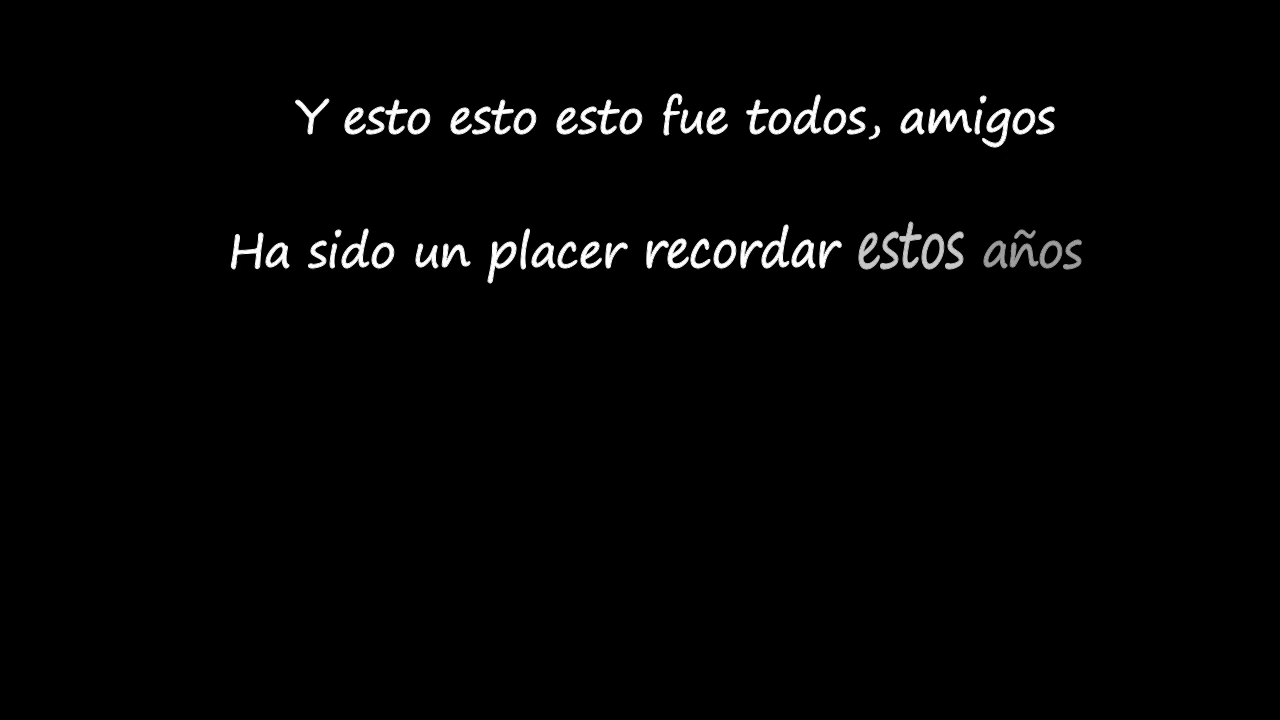 Y esto esto esto fue todos, amigos
Ha sido un placer recordar estos años